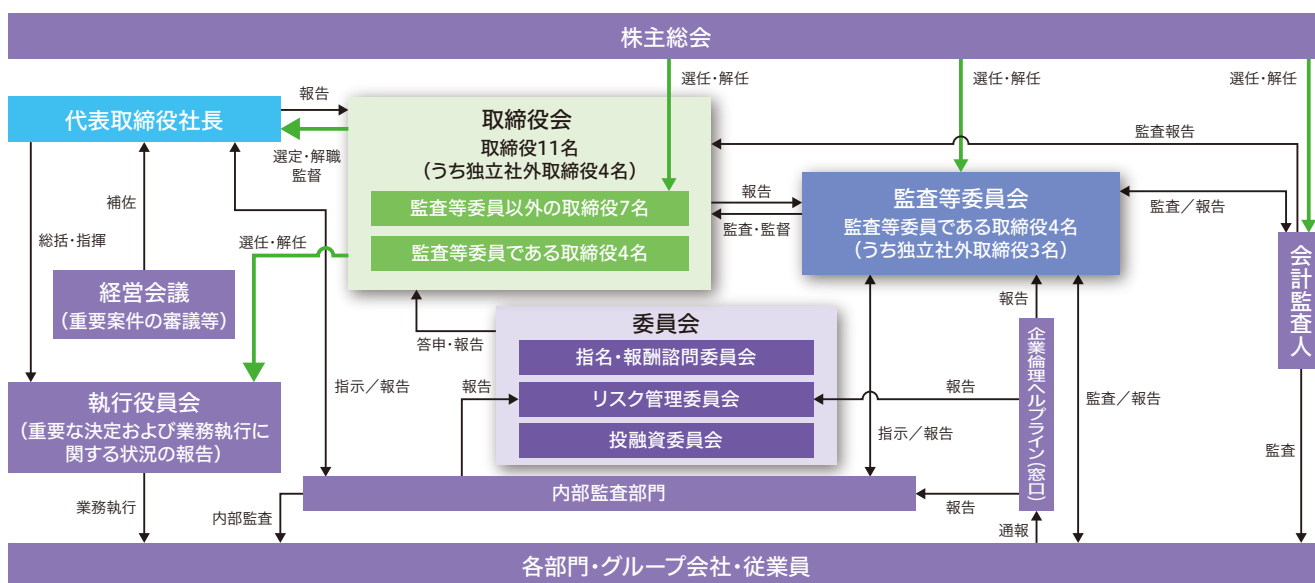 株主総会
選任・解任
選任・解任
選任・解任
代表取締役社長
報告
選定・解職
監督
取締役会
取締役11名
（うち独立社外取締役4名）
監査等委員以外の取締役7名
監査等委員である取締役4名
監査報告
報告
監査・監督
監査等委員会
監査等委員である取締役4名
（うち独立社外取締役3名）
監査／報告
会計監査人
補佐
総括・指揮
選任・解任
経営会議
（重要案件の審議等）
答申・報告
委員会
指名・報酬諮問委員会
リスク管理委員会
投融資委員会
報告
企業倫理ヘルプライン（窓口）
執行役員会
（重要な決定および業務執行に
関する状況の報告）
指示／報告
報告
報告
指示／報告
監査／報告
監査
内部監査部門
業務執行
内部監査
報告
通報
各部門・グループ会社・従業員